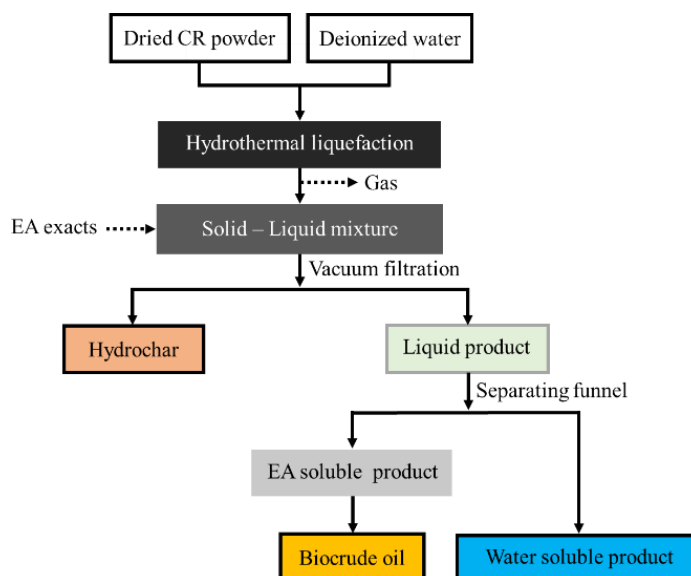 Dried CR powder
Deionized water
Hydrothermal liquefaction
Gas
EA exacts
Solid – Liquid mixture
Vacuum filtration
Hydrochar
Liquid product
Separating funnel
EA soluble product
Biocrude oil
Water soluble product